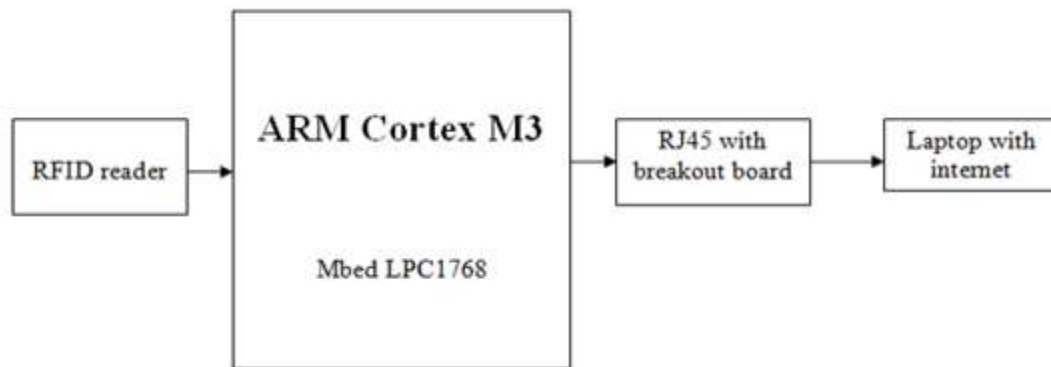 RFID reader
ARM Cortex M3
Mbed LPC1768
RJ45 with
breakout board
Laptop with
internet